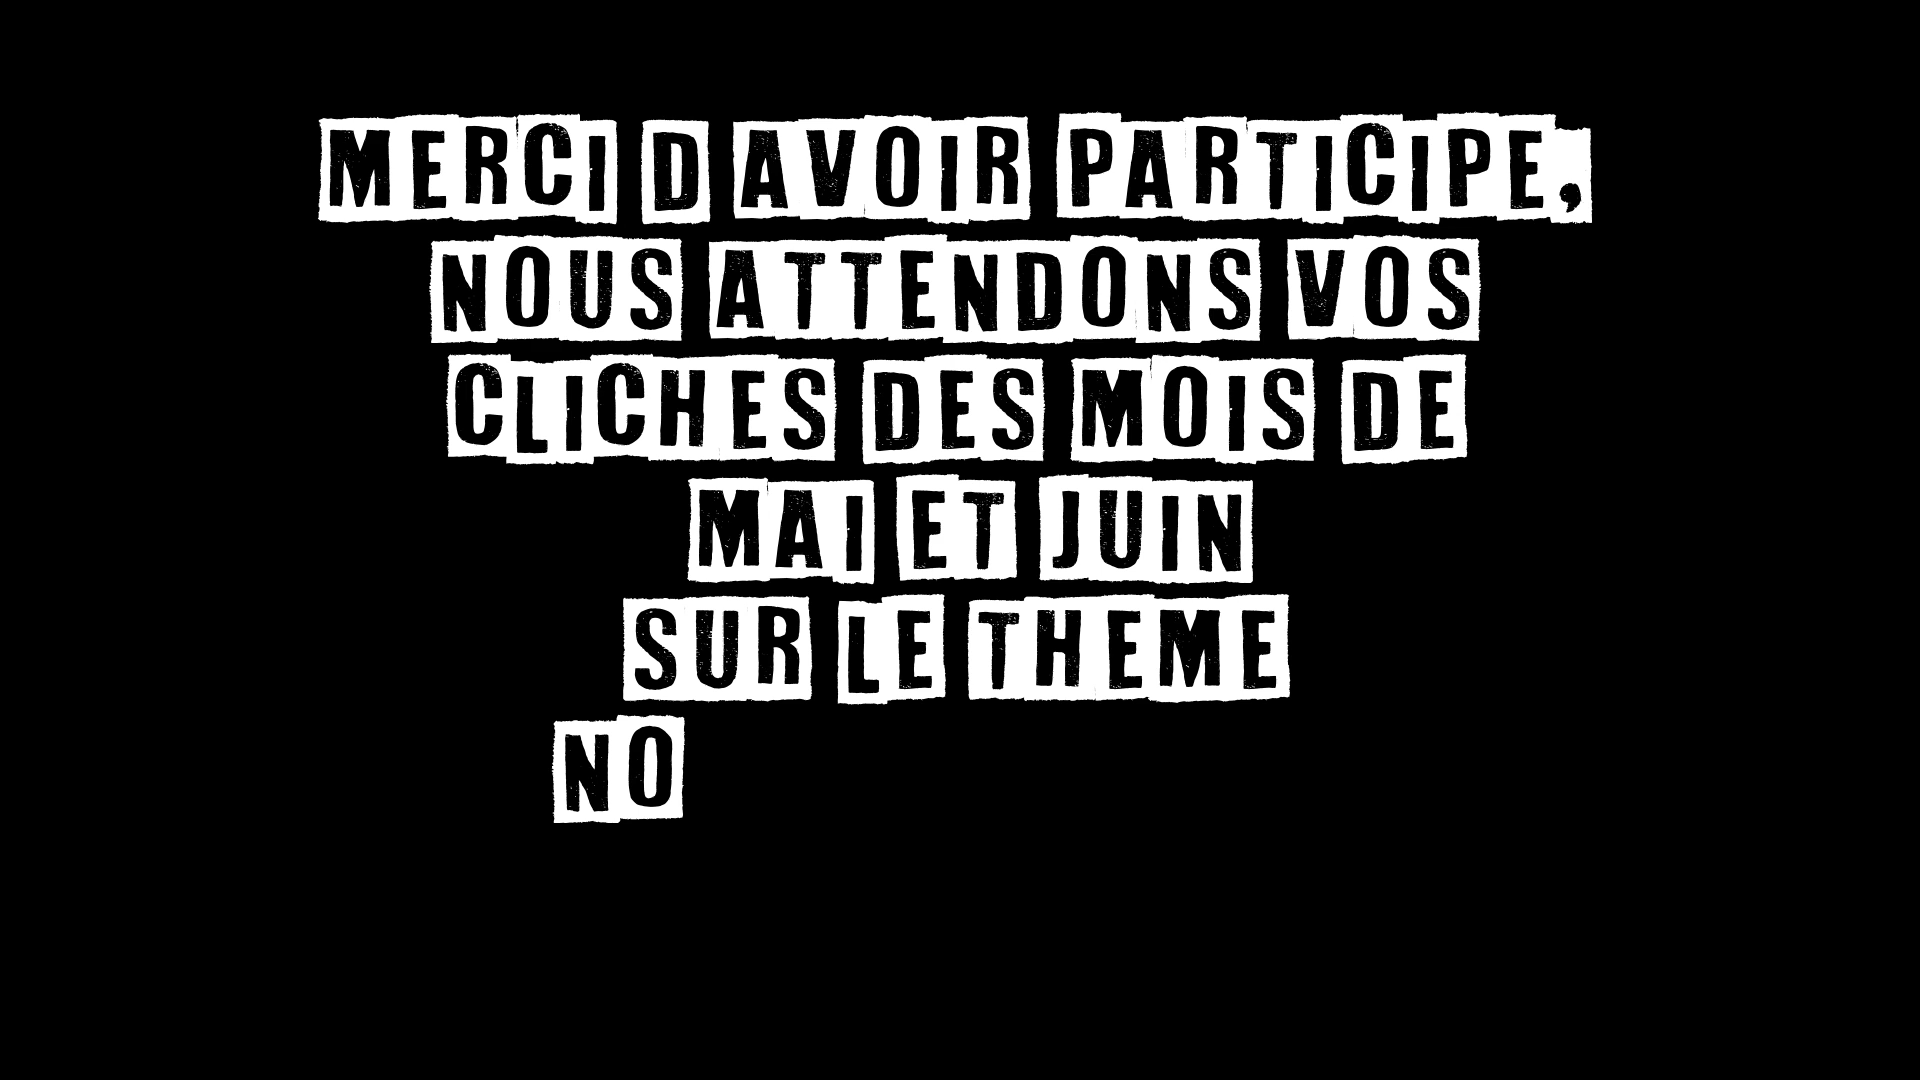 MERCI D AVOIR PARTICIPE,
NOUS ATTENDONS VOS
CLICHES DES MOIS DE
MAI ET JUIN
SUR LE THEME
NO